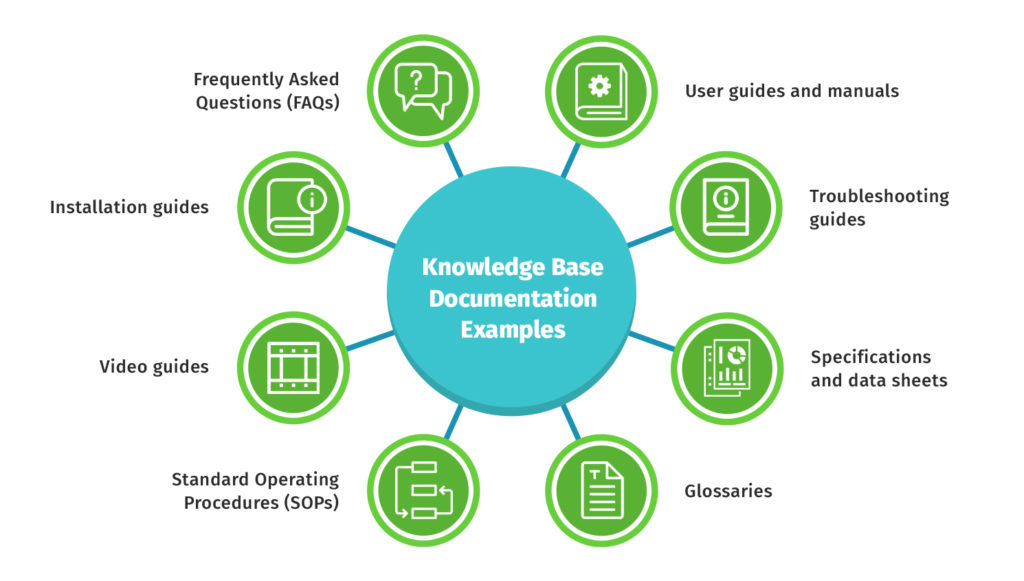 Frequently Asked
Questions (FAQs)
User guides and manuals
Installation guides
Troubleshooting
guides
Knowledge Base
Documentation
Examples
Video guides
Specifications
and data sheets
Standard Operating
Procedures (SOPs)
Glossaries